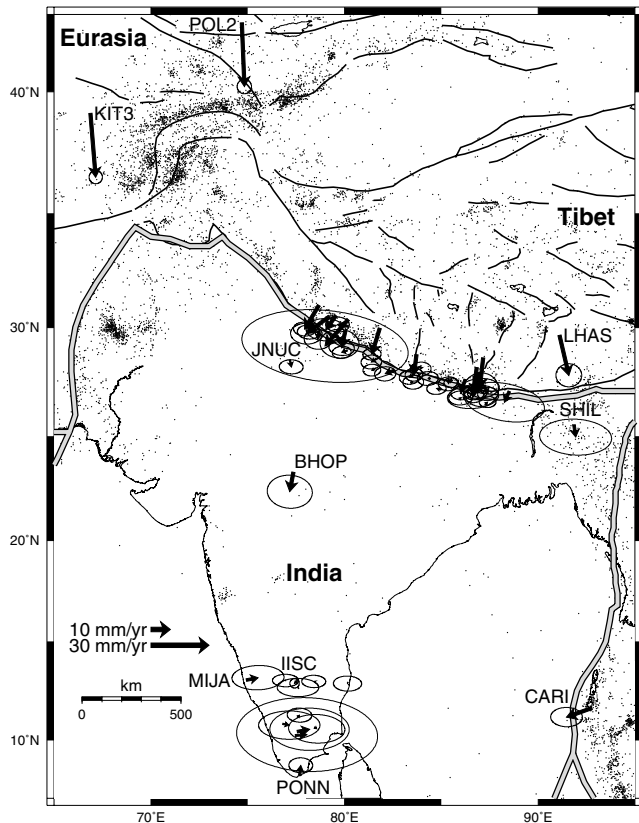 POL2
Eurasia
40°N
KIT3
Tibet
30°N
JNUC
LHAS
SHIL
BHOP
20°N
India
10 mm/yr
30 mm/yr
IISC
MIJA
km
CARI
0 500
10°N
PONN
70°E 80°E 90°E